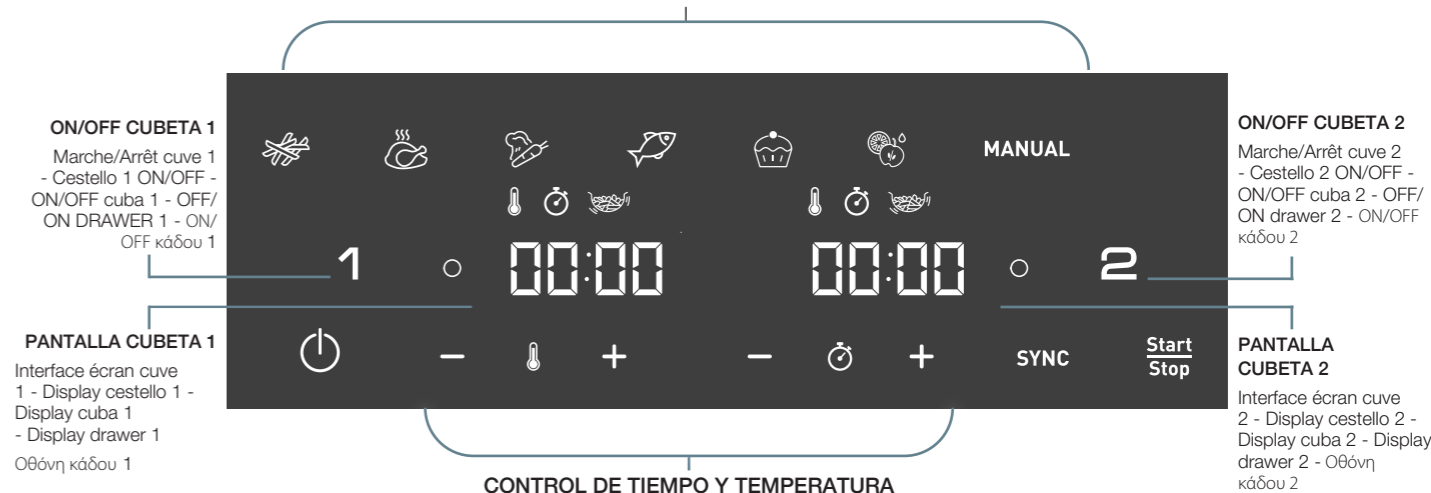 ON/OFF CUBETA 1
Marche/Arrêt cuve 1
- Cestello 1 ON/OFF -
ON/OFF cuba 1 - OFF/
ON DRAWER 1 - ON/
OFF κάδου 1
PANTALLA CUBETA 1
Interface écran cuve
1 - Display cestello 1 -
Display cuba 1
- Display drawer 1
Οθόνη κάδου 1
MANUAL
1
00:00
00:00
2
SYNC
Start
Stop
ON/OFF CUBETA 2
Marche/Arrêt cuve 2
- Cestello 2 ON/OFF -
ON/OFF cuba 2 - OFF/
ON drawer 2 - ON/OFF
κάδου 2
PANTALLA
CUBETA 2
Interface écran cuve
2 - Display cestello 2 -
Display cuba 2 - Display
drawer 2 - Οθόνη
κάδου 2
CONTROL DE TIEMPO Y TEMPERATURA